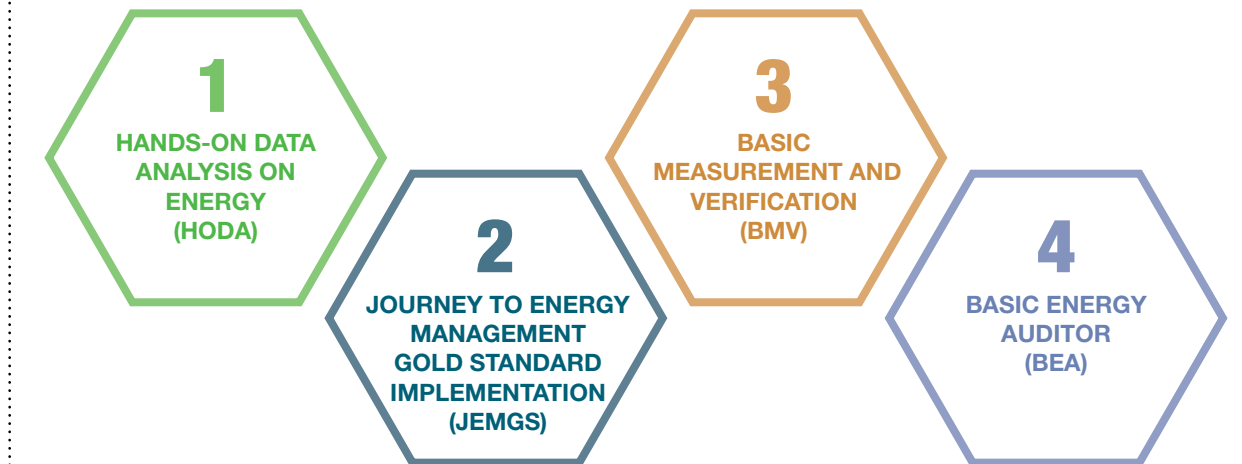 1
HANDS-ON DATA
ANALYSIS ON
ENERGY
(HODA)
2
JOURNEY TO ENERGY
MANAGEMENT
GOLD STANDARD
IMPLEMENTATION
(JEMGS)
3
BASIC
MEASUREMENT AND
VERIFICATION
(BMV)
4
BASIC ENERGY
AUDITOR
(BEA)